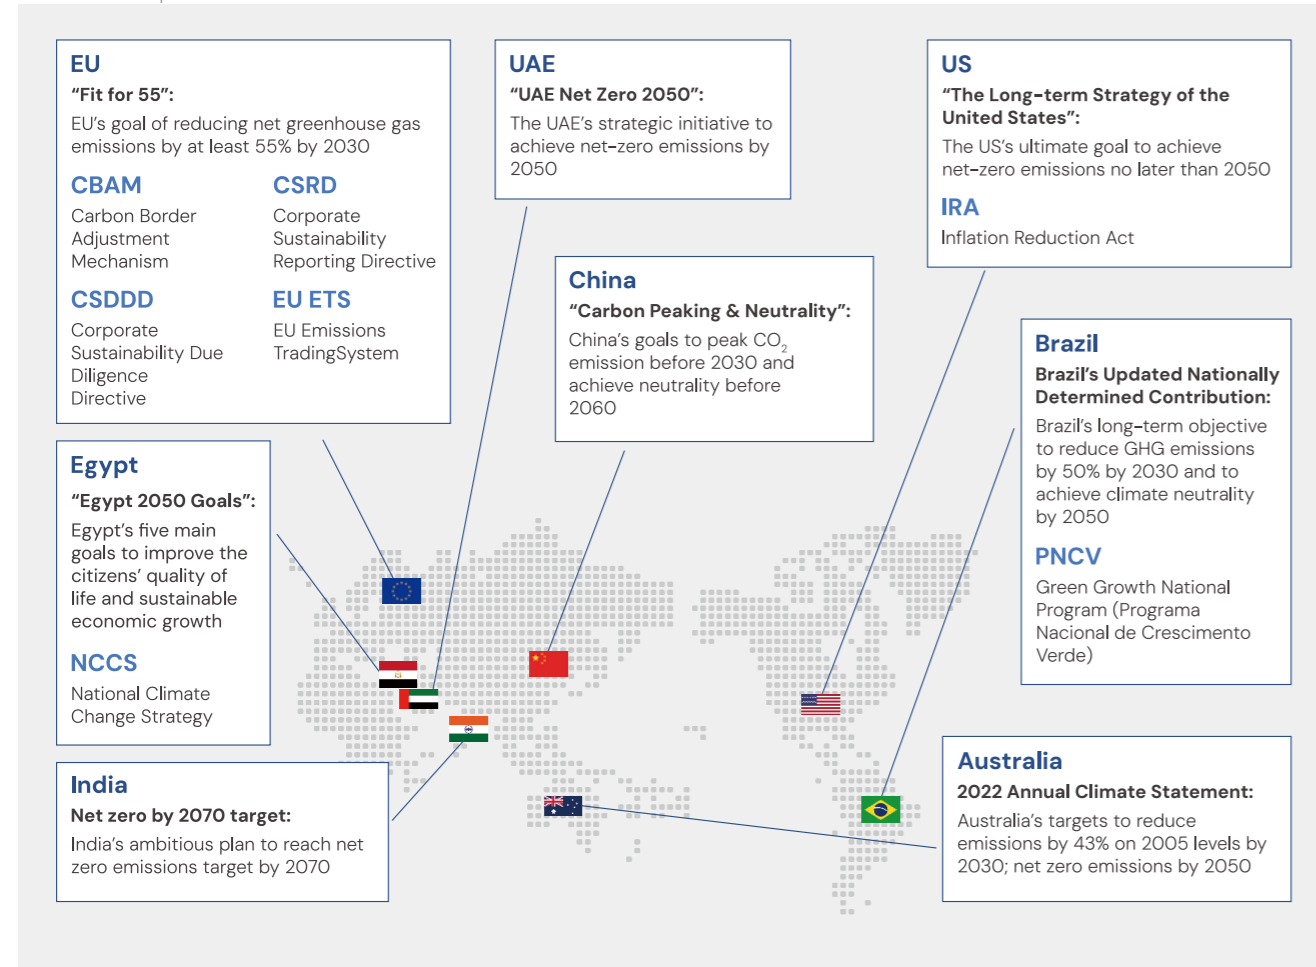 EU
“Fit for 55”:
EU’s goal of reducing net greenhouse gas
emissions by at least 55% by 2030
CBAM
Carbon Border
Adjustment
Mechanism
CSRD
Corporate
Sustainability
Reporting Directive
CSDDD
Corporate
Sustainability Due
Diligence
Directive
EU ETS
EU Emissions
TradingSystem
UAE
“UAE Net Zero 2050”:
The UAE’s strategic initiative to
achieve net-zero emissions by
2050
US
“The Long-term Strategy of the
United States”:
The US’s ultimate goal to achieve
net-zero emissions no later than 2050
IRA
Inflation Reduction Act
China
“Carbon Peaking & Neutrality”:
China’s goals to peak CO₂
emission before 2030 and
achieve neutrality before
2060
Brazil
Brazil’s Updated Nationally
Determined Contribution:
Brazil’s long-term objective
to reduce GHG emissions
by 50% by 2030 and to
achieve climate neutrality
by 2050
PNCV
Green Growth National
Program (Programa
Nacional de Crescimento
Verde)
Egypt
“Egypt 2050 Goals”:
Egypt’s five main
goals to improve the
citizens’ quality of
life and sustainable
economic growth
NCCS
National Climate
Change Strategy
India
Net zero by 2070 target:
India’s ambitious plan to reach net
zero emissions target by 2070
Australia
2022 Annual Climate Statement:
Australia’s targets to reduce
emissions by 43% on 2005 levels by
2030; net zero emissions by 2050